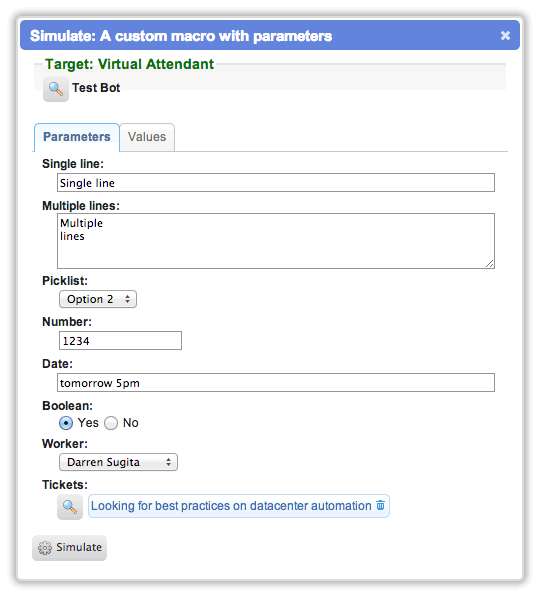 Simulate: A custom macro with parameters
Target: Virtual Attendant
Test Bot
Parameters Values
Single line:
Single line
Multiple lines:
Multiple
lines
Picklist:
Option 2
Number:
1234
Date:
tomorrow 5pm
Boolean:
Yes No
Worker:
Darren Sugita
Tickets:
Looking for best practices on datacenter automation
Simulate